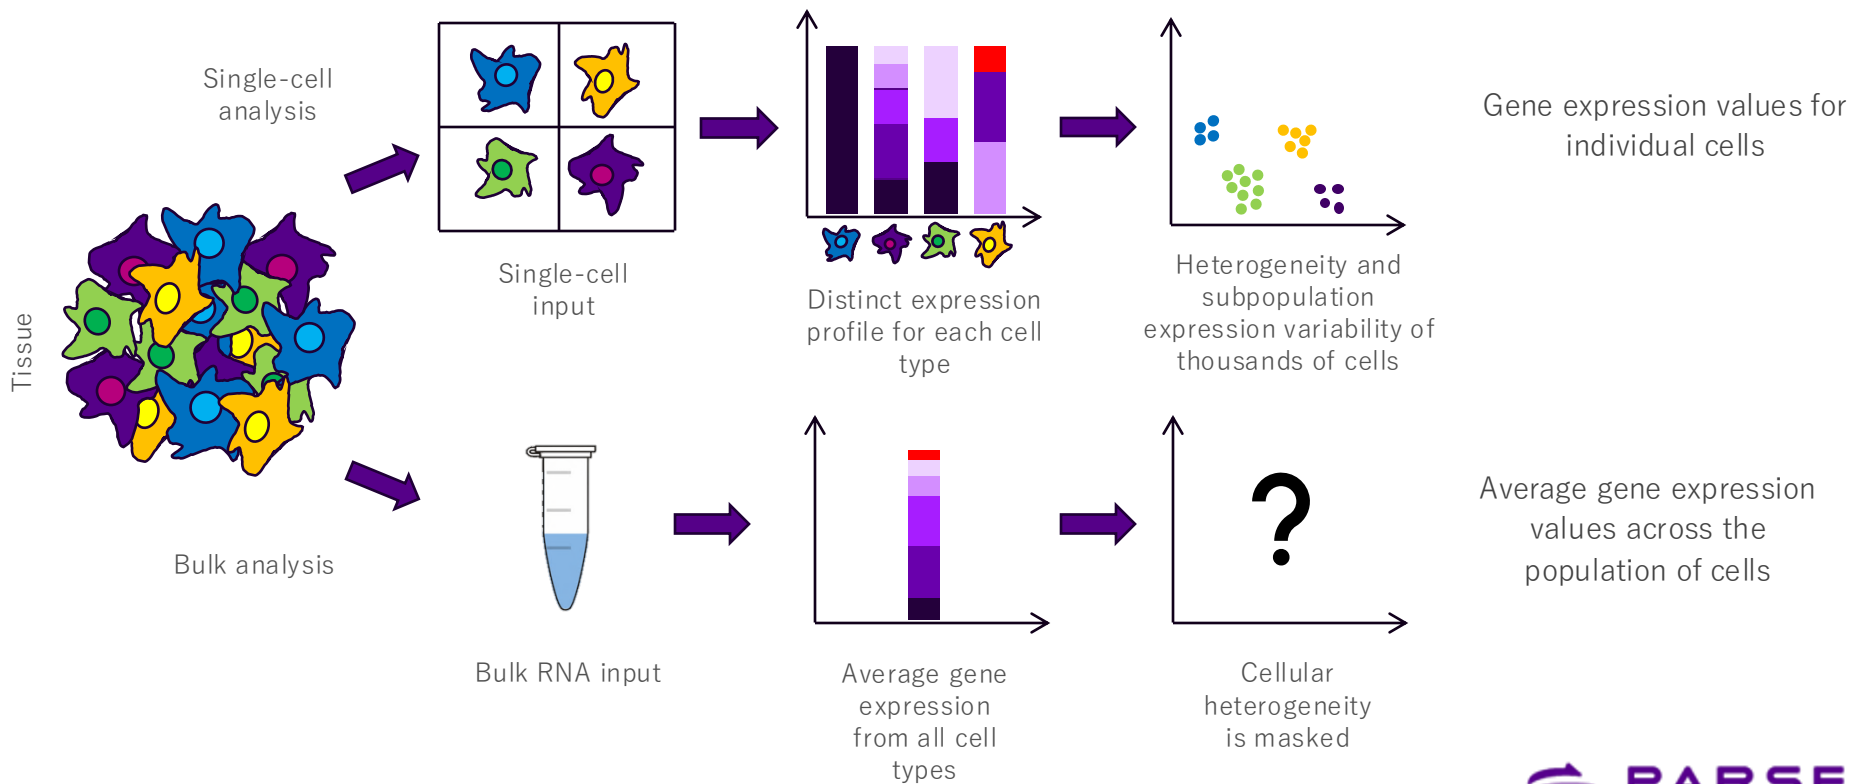 Single-cell
analysis
Tissue
Bulk analysis
Single-cell
input
Distinct expression
profile for each cell
type
Heterogeneity and
subpopulation
expression variability of
thousands of cells
Gene expression values for
individual cells
Bulk RNA input
Average gene
expression
from all cell
types
?
Cellular
heterogeneity
is masked
Average gene expression
values across the
population of cells
PARSE